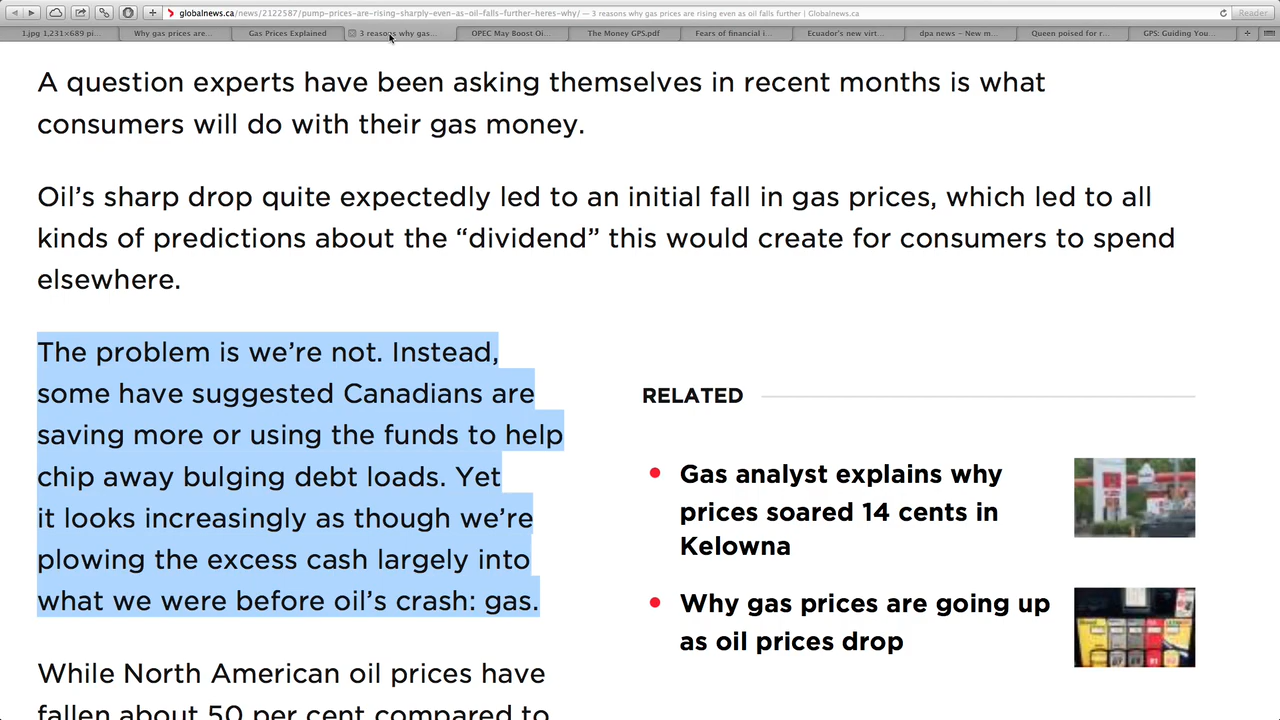 globalnews.ca/news/2122587/pump-prices-are-rising-sharply-even-as-oil-falls-further-heres-why/ — 3 reasons why gas prices are rising even as oil falls further | Globalnews.ca
Reader
1.jpg 1,231×689 pi...
Why gas prices are...
Gas Prices Explained
3 reasons why gas...
OPEC May Boost Oi...
The Money GPS.pdf
Fears of financial i...
Ecuador's new virt...
dpa news – New m...
Queen poised for r...
GPS: Guiding You...
A question experts have been asking themselves in recent months is what
consumers will do with their gas money.
Oil’s sharp drop quite expectedly led to an initial fall in gas prices, which led to all
kinds of predictions about the “dividend” this would create for consumers to spend
elsewhere.
The problem is we’re not. Instead,
some have suggested Canadians are
saving more or using the funds to help
chip away bulging debt loads. Yet
it looks increasingly as though we’re
plowing the excess cash largely into
what we were before oil’s crash: gas.
While North American oil prices have
fallen about 50 per cent compared to
RELATED
Gas analyst explains why
prices soared 14 cents in
Kelowna
Why gas prices are going up
as oil prices drop